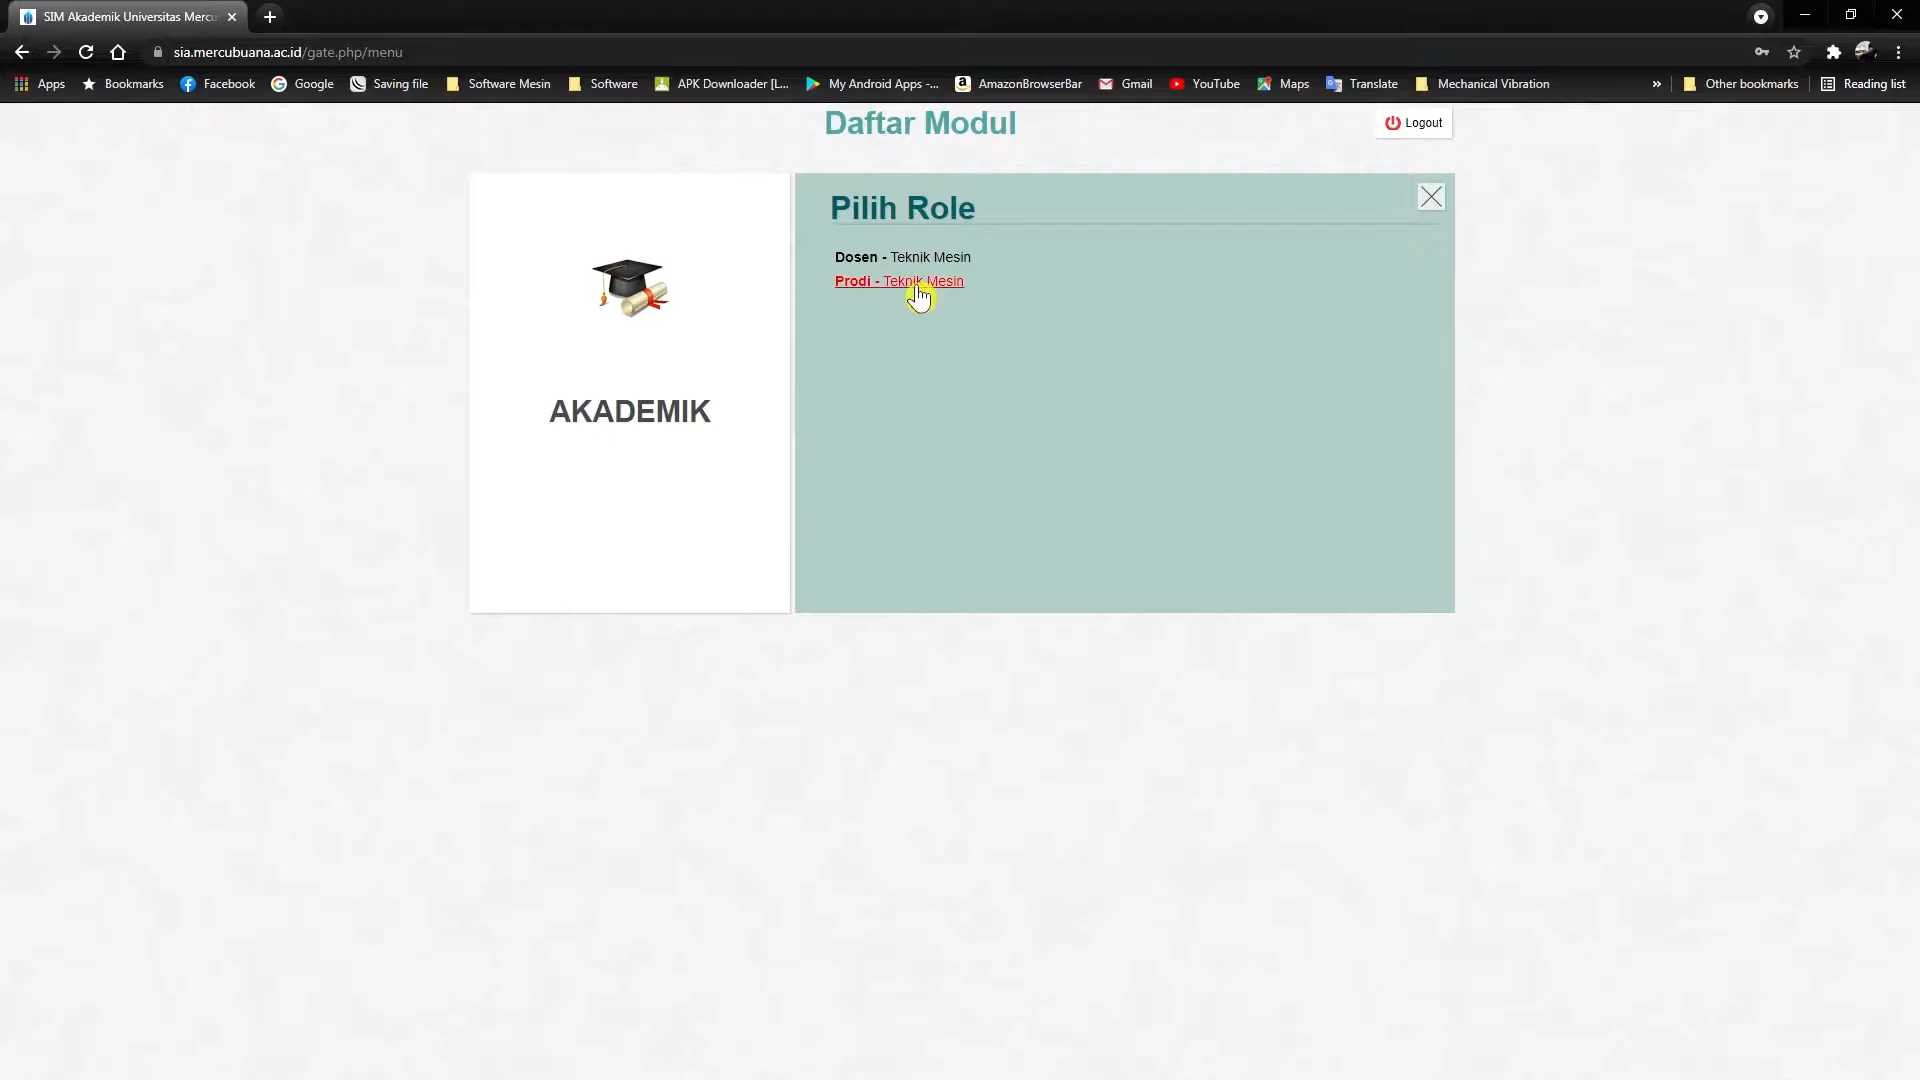 SIM Akademik Universitas Mercu
sia.mercubuana.ac.id/gate.php/menu
Apps Bookmarks Facebook Google Saving file Software Mesin Software APK Downloader [L... My Android Apps -... AmazonBrowserBar Gmail YouTube Maps Translate Mechanical Vibration » Other bookmarks Reading list
Daftar Modul
Logout
Pilih Role
Dosen - Teknik Mesin
Prodi - Teknik Mesin
AKADEMIK